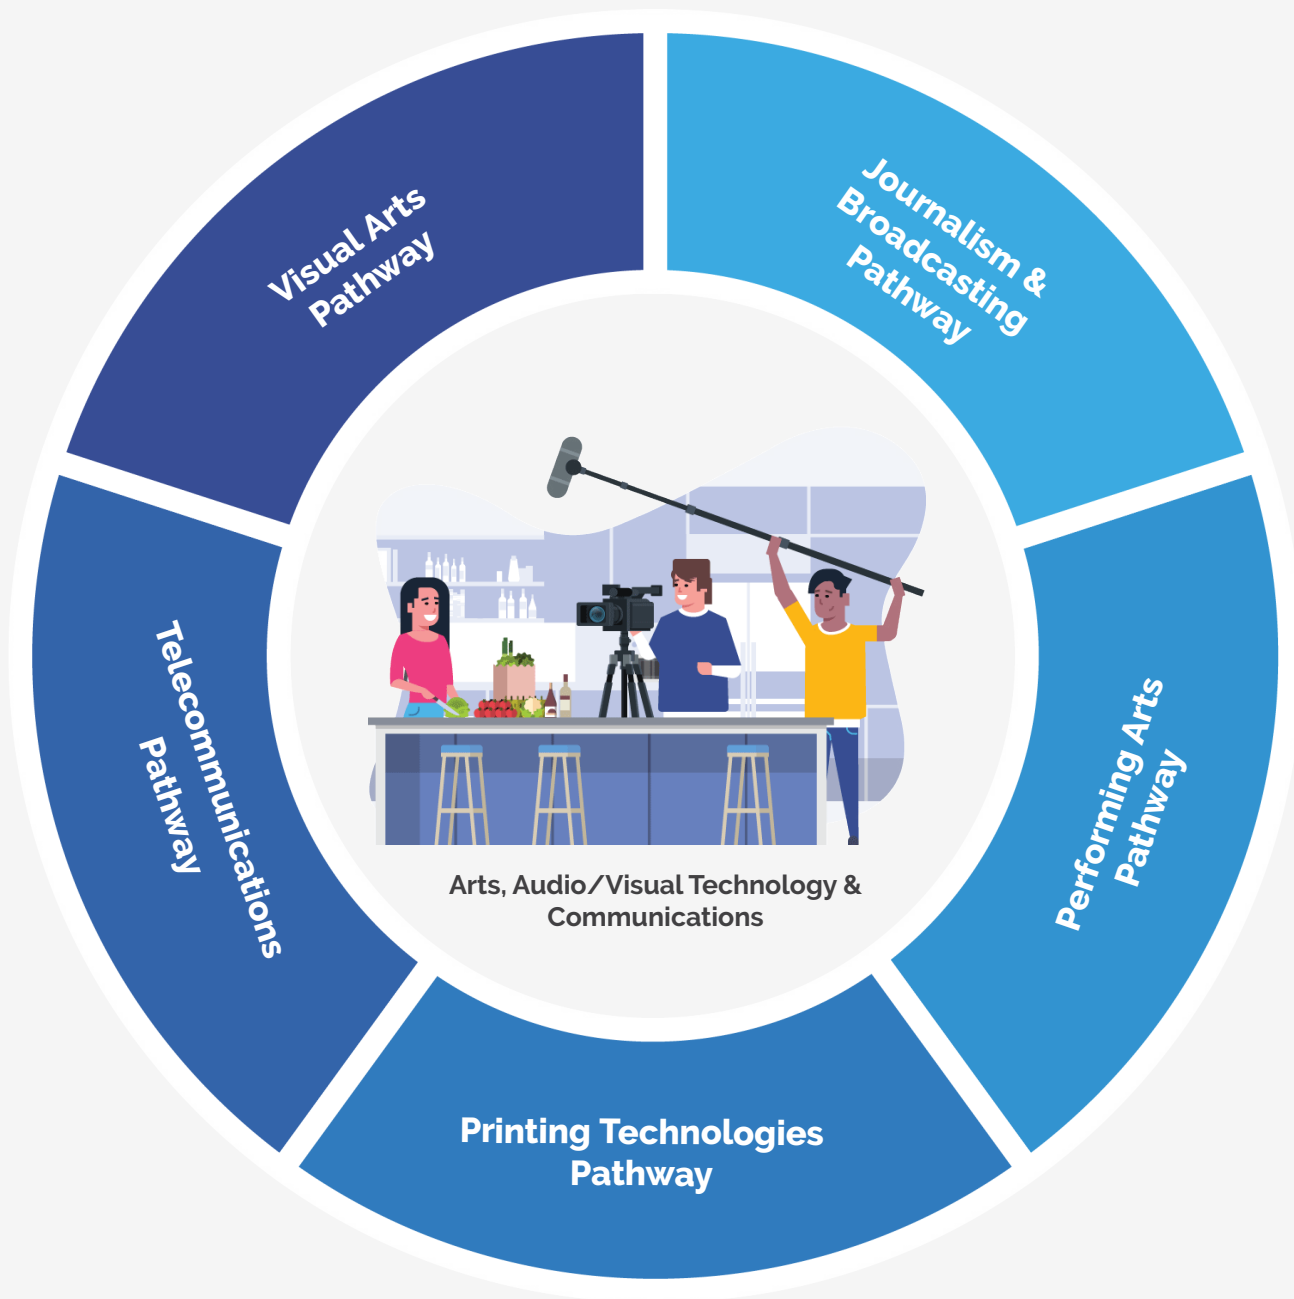 Visual Arts
Pathway
Journalism &
Broadcasting
Pathway
Telecommunications
Pathway
Performing Arts
Pathway
Arts, Audio/Visual Technology &
Communications
Printing Technologies
Pathway